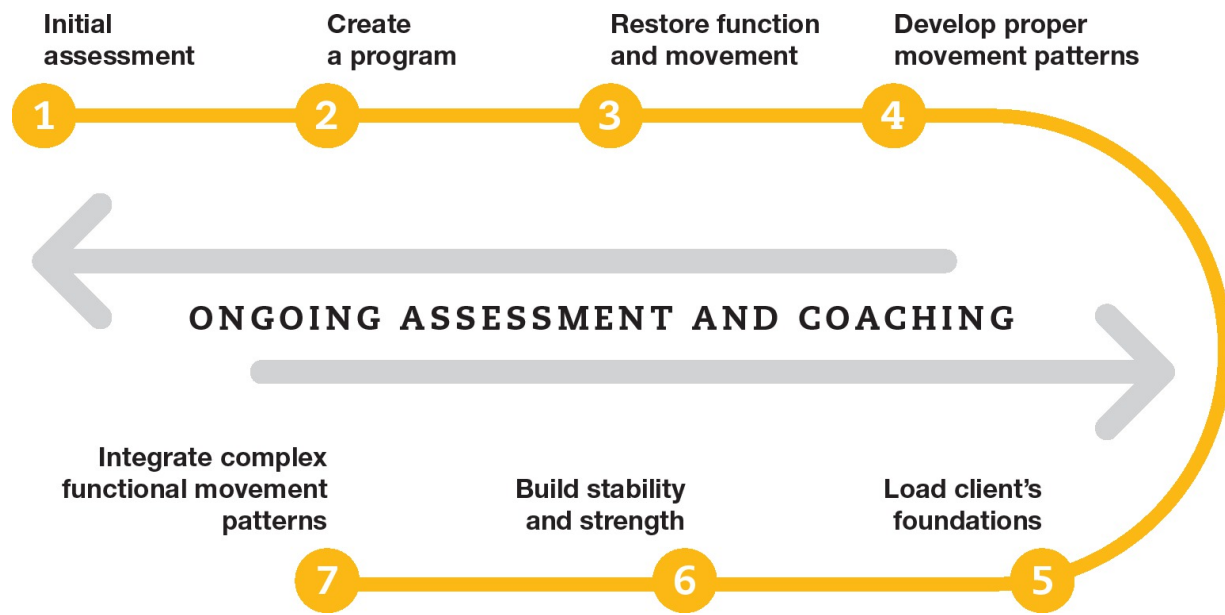 Initial
assessment
1
Create
a program
2
Restore function
and movement
3
Develop proper
movement patterns
4
ONGOING ASSESSMENT AND COACHING
Load client's
foundations
5
Build stability
and strength
6
Integrate complex
functional movement
patterns
7